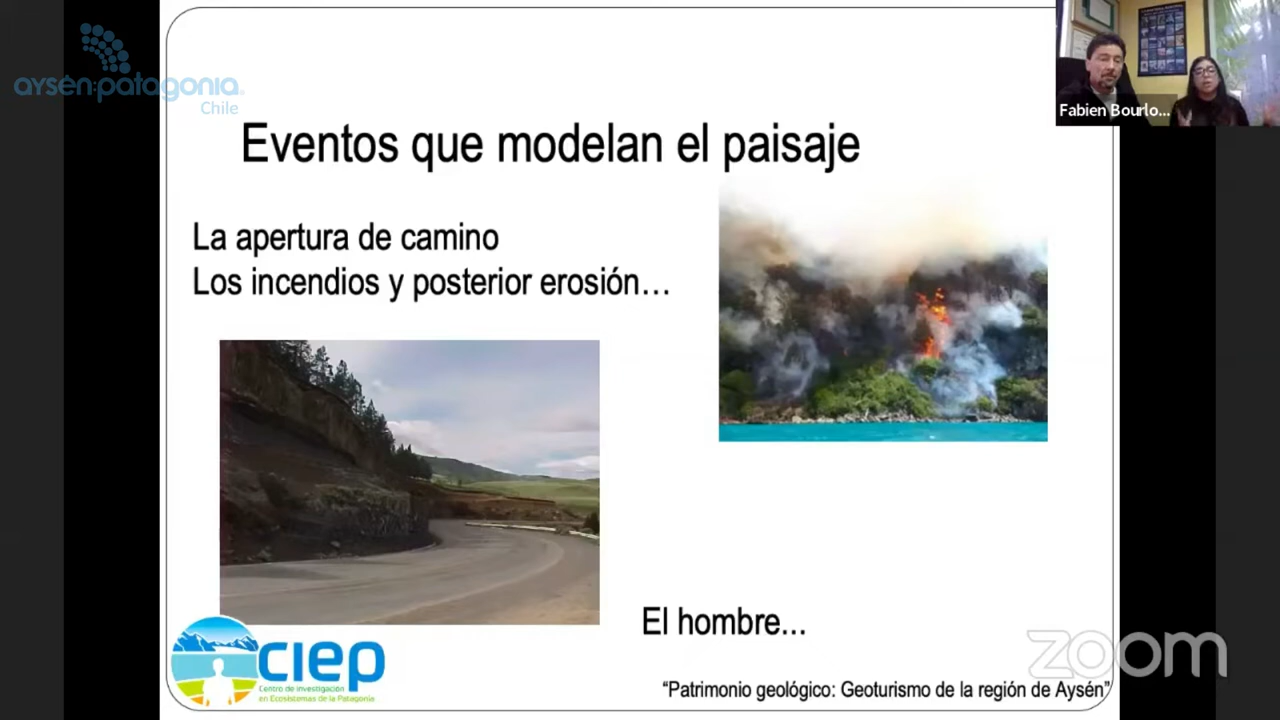 aysén:patagonia
Chile
Fabien Bourlo...
Eventos que modelan el paisaje
La apertura de camino
Los incendios y posterior erosión...
El hombre...
ciep
Centro de Investigación
en Ecosistemas de la Patagonia
zoom
“Patrimonio geológico: Geoturismo de la región de Aysén”